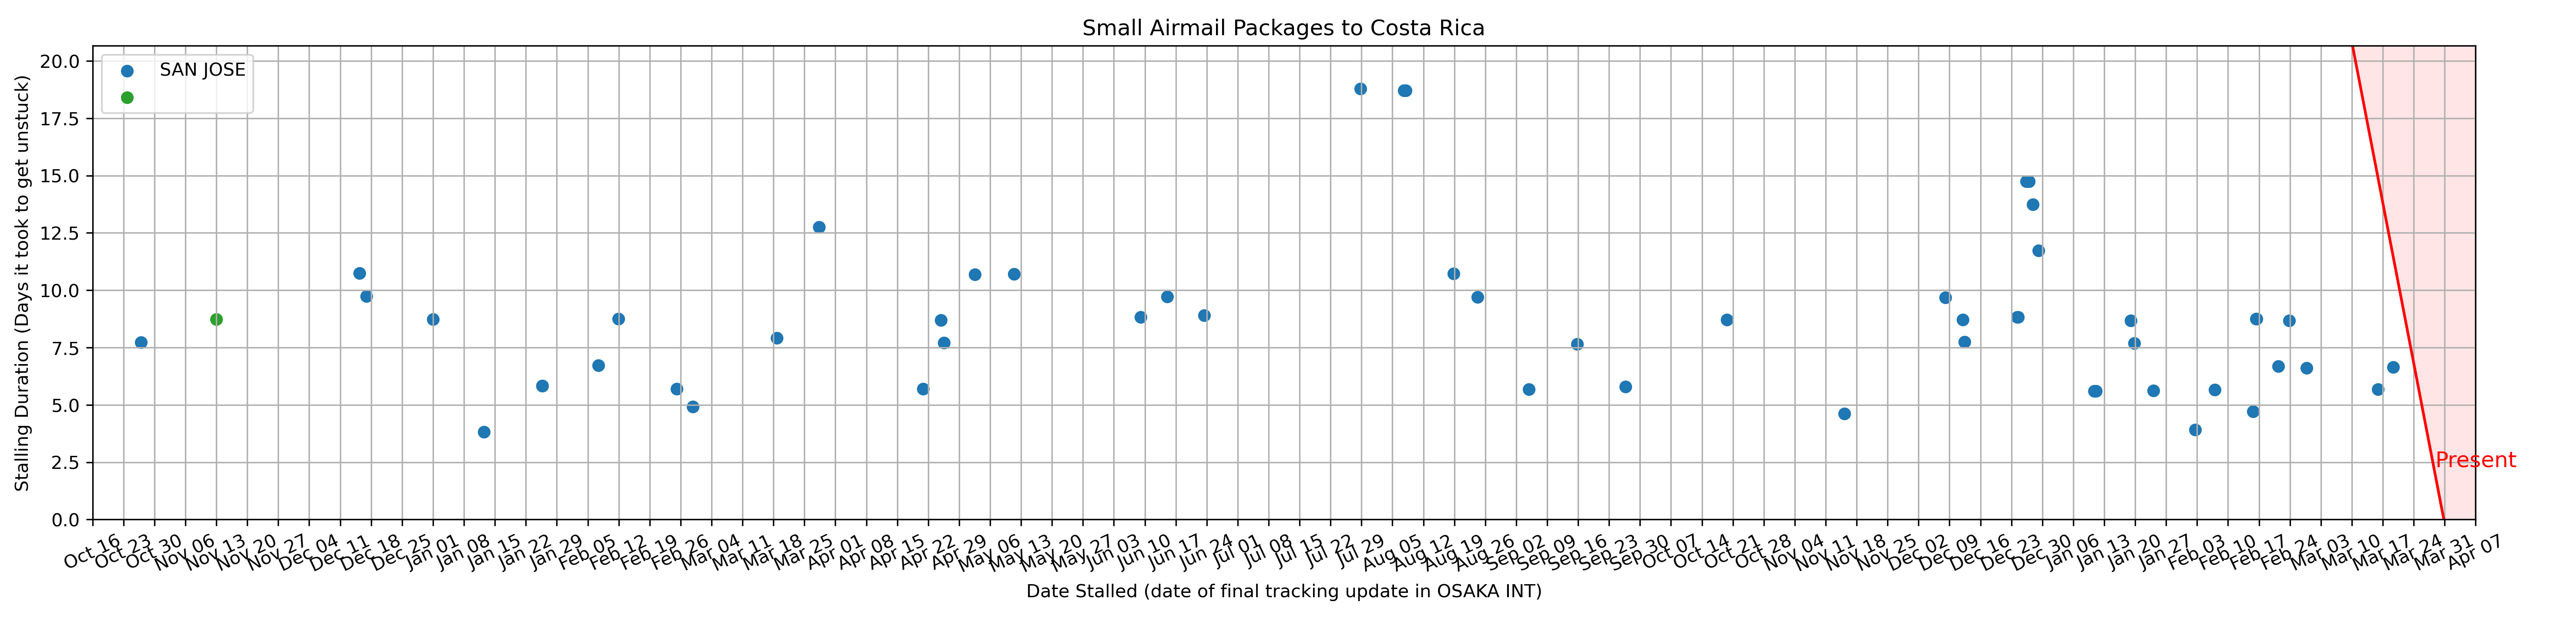 Small Airmail Packages to Costa Rica
SAN JOSE
Stalling Duration (Days it took to get unstuck)
20.0
17.5
15.0
12.5
10.0
7.5
5.0
2.5
0.0
Present
Oct 16 Oct 23 Oct 30 Nov 06 Nov 13 Nov 20 Nov 27 Dec 04 Dec 11 Dec 18 Dec 25 Jan 01 Jan 08 Jan 15 Jan 22 Jan 29 Feb 05 Feb 12 Feb 19 Feb 26 Mar 04 Mar 11 Mar 18 Mar 25 Apr 01 Apr 08 Apr 15 Apr 22 Apr 29 May 06 May 13 May 20 May 27 Jun 03 Jun 10 Jun 17 Jun 24 Jul 01 Jul 08 Jul 15 Jul 22 Jul 29 Aug 05 Aug 12 Aug 19 Aug 26 Sep 02 Sep 09 Sep 16 Sep 23 Sep 30 Oct 07 Oct 14 Oct 21 Oct 28 Nov 04 Nov 11 Nov 18 Nov 25 Dec 02 Dec 09 Dec 16 Dec 23 Dec 30 Jan 06 Jan 13 Jan 20 Jan 27 Feb 03 Feb 10 Feb 17 Feb 24 Mar 03 Mar 10 Mar 17 Mar 24 Mar 31 Apr 07
Date Stalled (date of final tracking update in OSAKA INT)